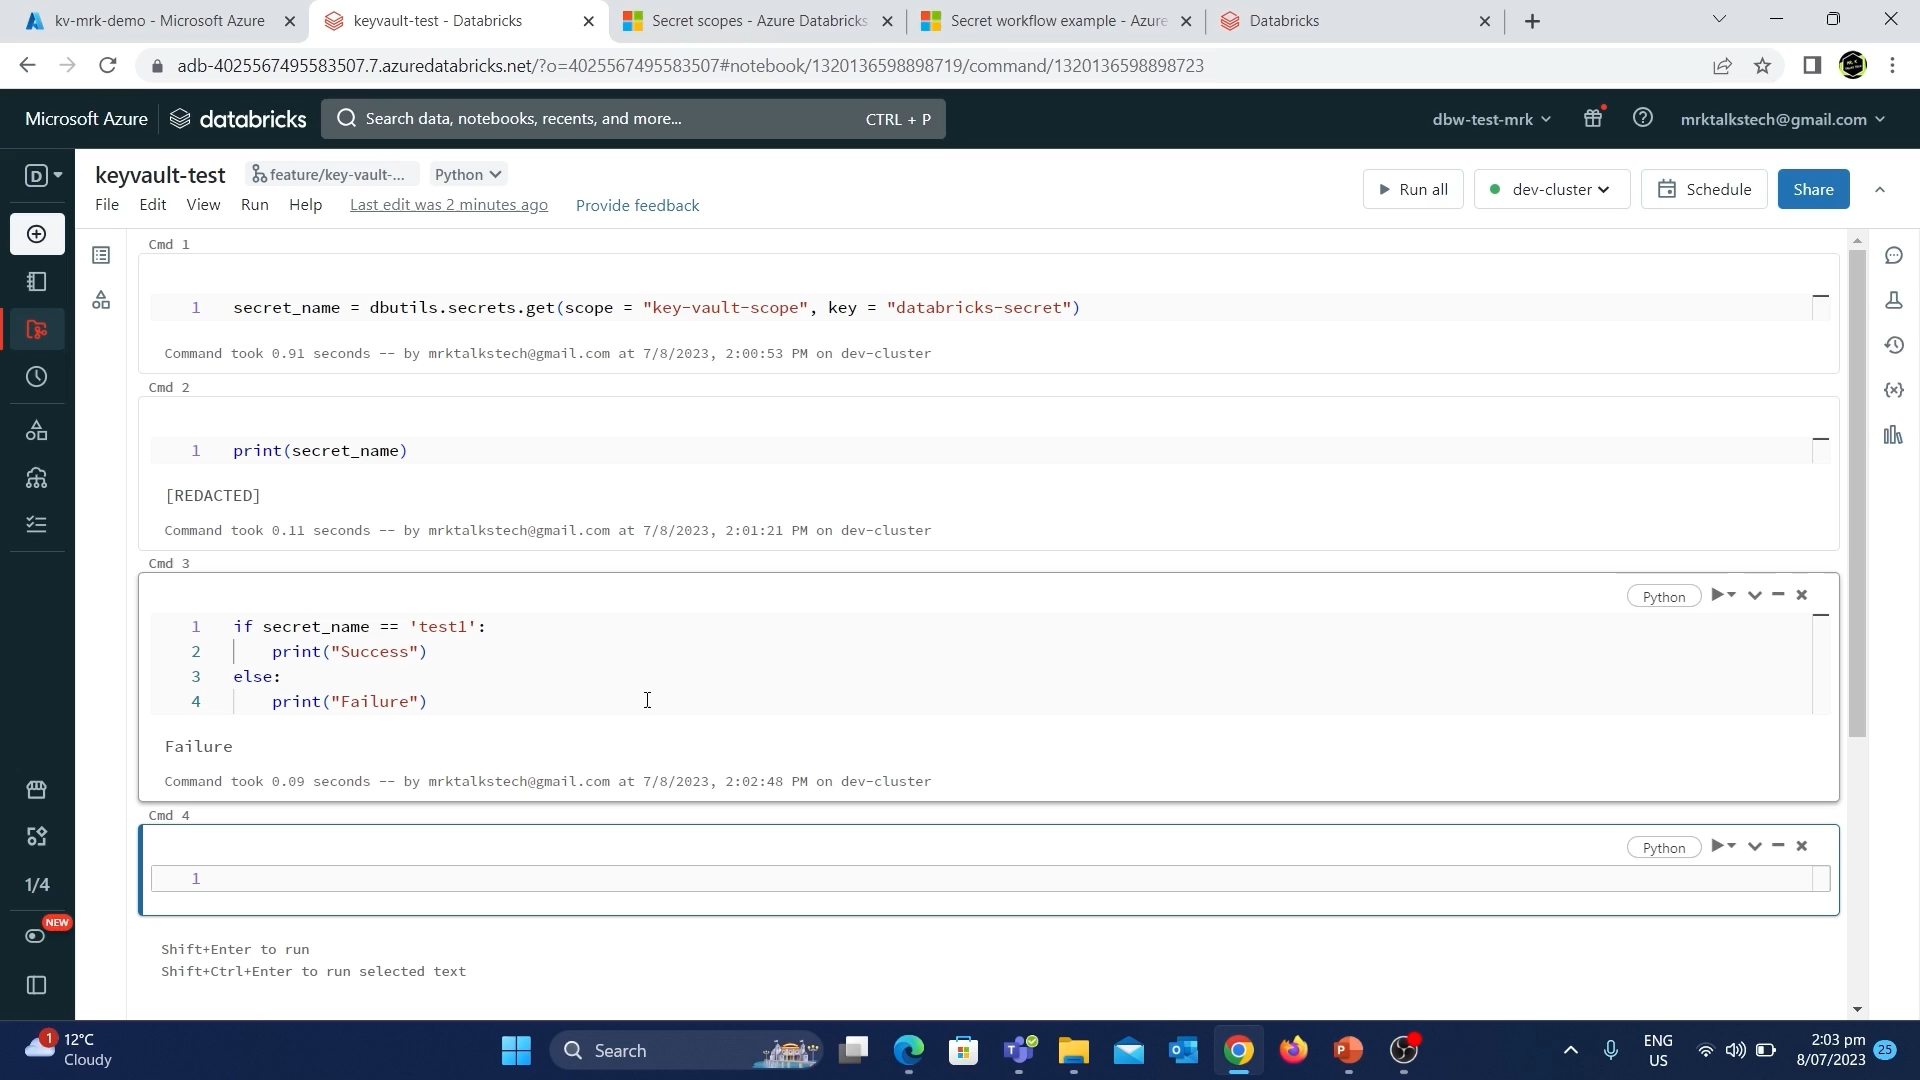 kv-mrk-demo - Microsoft Azure
keyvault-test - Databricks
Secret scopes - Azure Databricks
Secret workflow example - Azure
Databricks
adb-4025567495583507.7.azuredatabricks.net/?o=4025567495583507#notebook/1320136598898719/command/1320136598898723
Microsoft Azure
databricks
Search data, notebooks, recents, and more...
CTRL + P
dbw-test-mrk
mrktalkstech@gmail.com
D
keyvault-test
feature/key-vault-...
Python
File Edit View Run Help Last edit was 2 minutes ago Provide feedback
Run all
dev-cluster
Schedule
Share
Cmd 1
1 secret_name = dbutils.secrets.get(scope = "key-vault-scope", key = "databricks-secret")
Command took 0.91 seconds -- by mrktalkstech@gmail.com at 7/8/2023, 2:00:53 PM on dev-cluster
Cmd 2
1 print(secret_name)
[REDACTED]
Command took 0.11 seconds -- by mrktalkstech@gmail.com at 7/8/2023, 2:01:21 PM on dev-cluster
Cmd 3
Python
1 if secret_name == 'test1':
2 print("Success")
3 else:
4 print("Failure")
Failure
Command took 0.09 seconds -- by mrktalkstech@gmail.com at 7/8/2023, 2:02:48 PM on dev-cluster
Cmd 4
Python
1
Shift+Enter to run
Shift+Ctrl+Enter to run selected text
1/4
NEW
1
12°C
Cloudy
Search
ENG
US
2:03 pm
8/07/2023
25